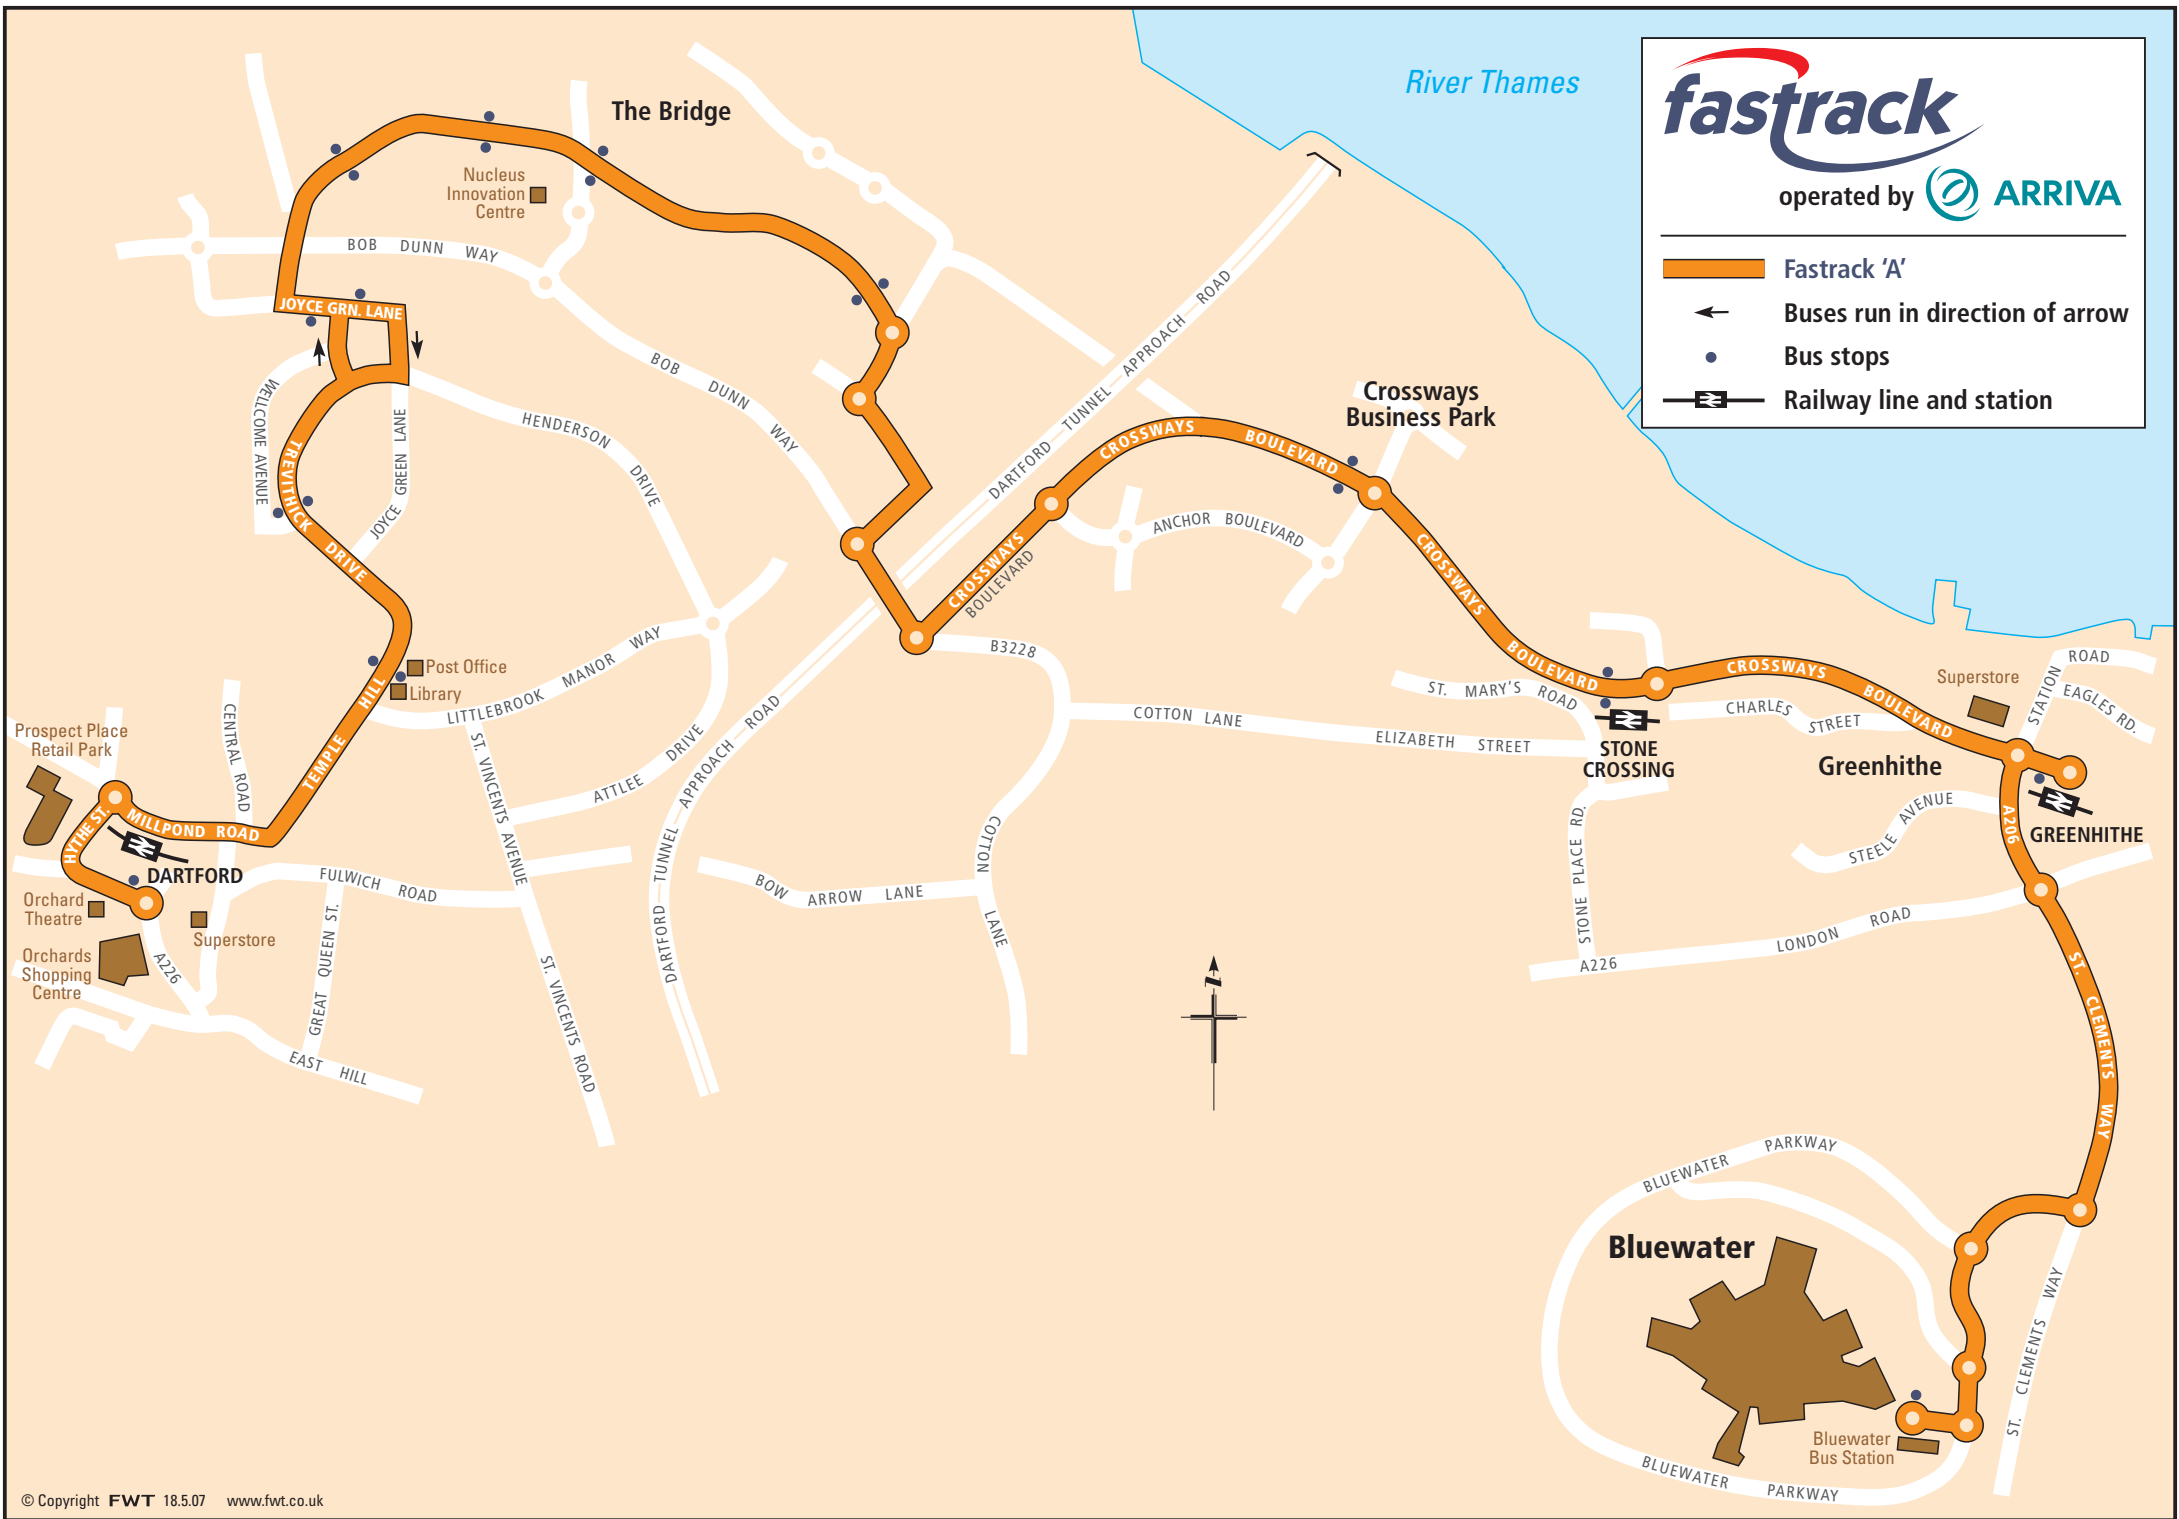 River Thames
fastrack
operated by ARRIVA
Fastrack ‘A’
Buses run in direction of arrow
Bus stops
Railway line and station
The Bridge
Nucleus
Innovation
Centre
BOB DUNN WAY
JOYCE GRN. LANE
WELLCOME AVENUE
TREVITHICK DRIVE
JOYCE GREEN LANE
HENDERSON DRIVE
BOB DUNN WAY
DARTFORD TUNNEL APPROACH ROAD
Crossways
Business Park
CROSSWAYS BOULEVARD
ANCHOR BOULEVARD
CROSSWAYS
BOULEVARD
CROSSWAYS BOULEVARD
B3228
Post Office
Library
TEMPLE HILL
LITTLEBROOK MANOR WAY
CENTRAL ROAD
Prospect Place
Retail Park
HYTHE ST.
MILLPOND ROAD
DARTFORD
Orchard
Theatre
Superstore
Orchards
Shopping
Centre
A226
FULWICH ROAD
GREAT QUEEN ST.
EAST HILL
ST. VINCENTS AVENUE
ST. VINCENTS ROAD
ATTLEE DRIVE
DARTFORD TUNNEL APPROACH ROAD
BOW ARROW LANE
COTTON LANE
COTTON LANE
ELIZABETH STREET
ST. MARY'S ROAD
STONE
CROSSING
STONE PLACE RD.
CHARLES STREET
CROSSWAYS BOULEVARD
Superstore
STATION ROAD
EAGLES RD.
Greenhithe
GREENHITHE
STEELE AVENUE
A206
A226
LONDON ROAD
ST. CLEMENTS WAY
N
BLUEWATER PARKWAY
Bluewater
ST. CLEMENTS WAY
Bluewater
Bus Station
BLUEWATER PARKWAY
© Copyright FWT 18.5.07 www.fwt.co.uk